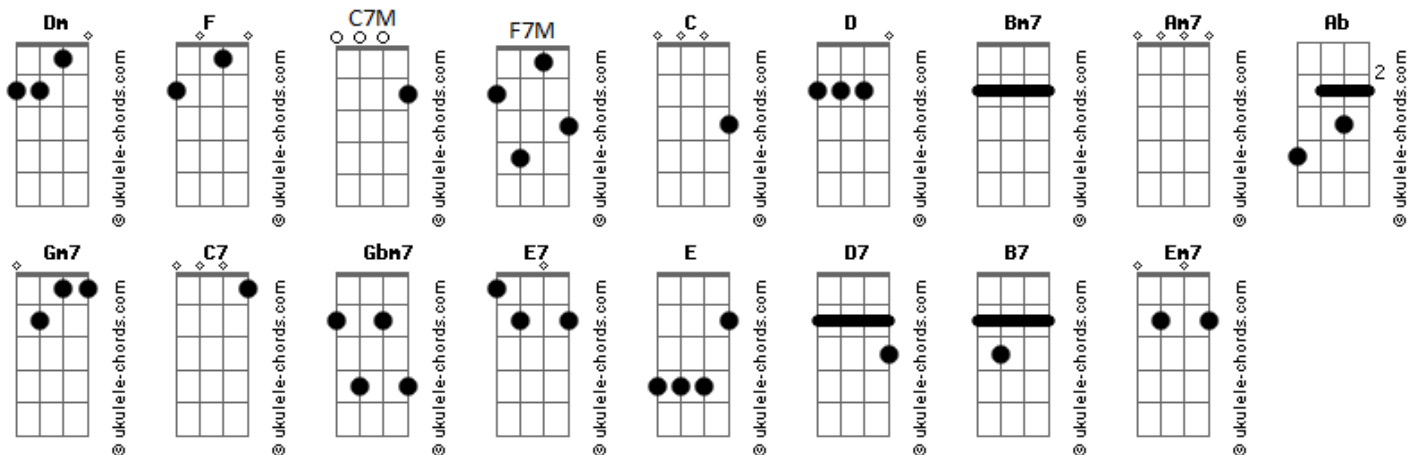 Dm F C7M F7M C D Bm7 Am7 Ab
2
© ukulele-chords.com © ukulele-chords.com © ukulele-chords.com © ukulele-chords.com © ukulele-chords.com © ukulele-chords.com © ukulele-chords.com © ukulele-chords.com © ukulele-chords.com
Gm7 C7 Gbm7 E7 E D7 B7 Em7
© ukulele-chords.com © ukulele-chords.com © ukulele-chords.com © ukulele-chords.com © ukulele-chords.com © ukulele-chords.com © ukulele-chords.com © ukulele-chords.com